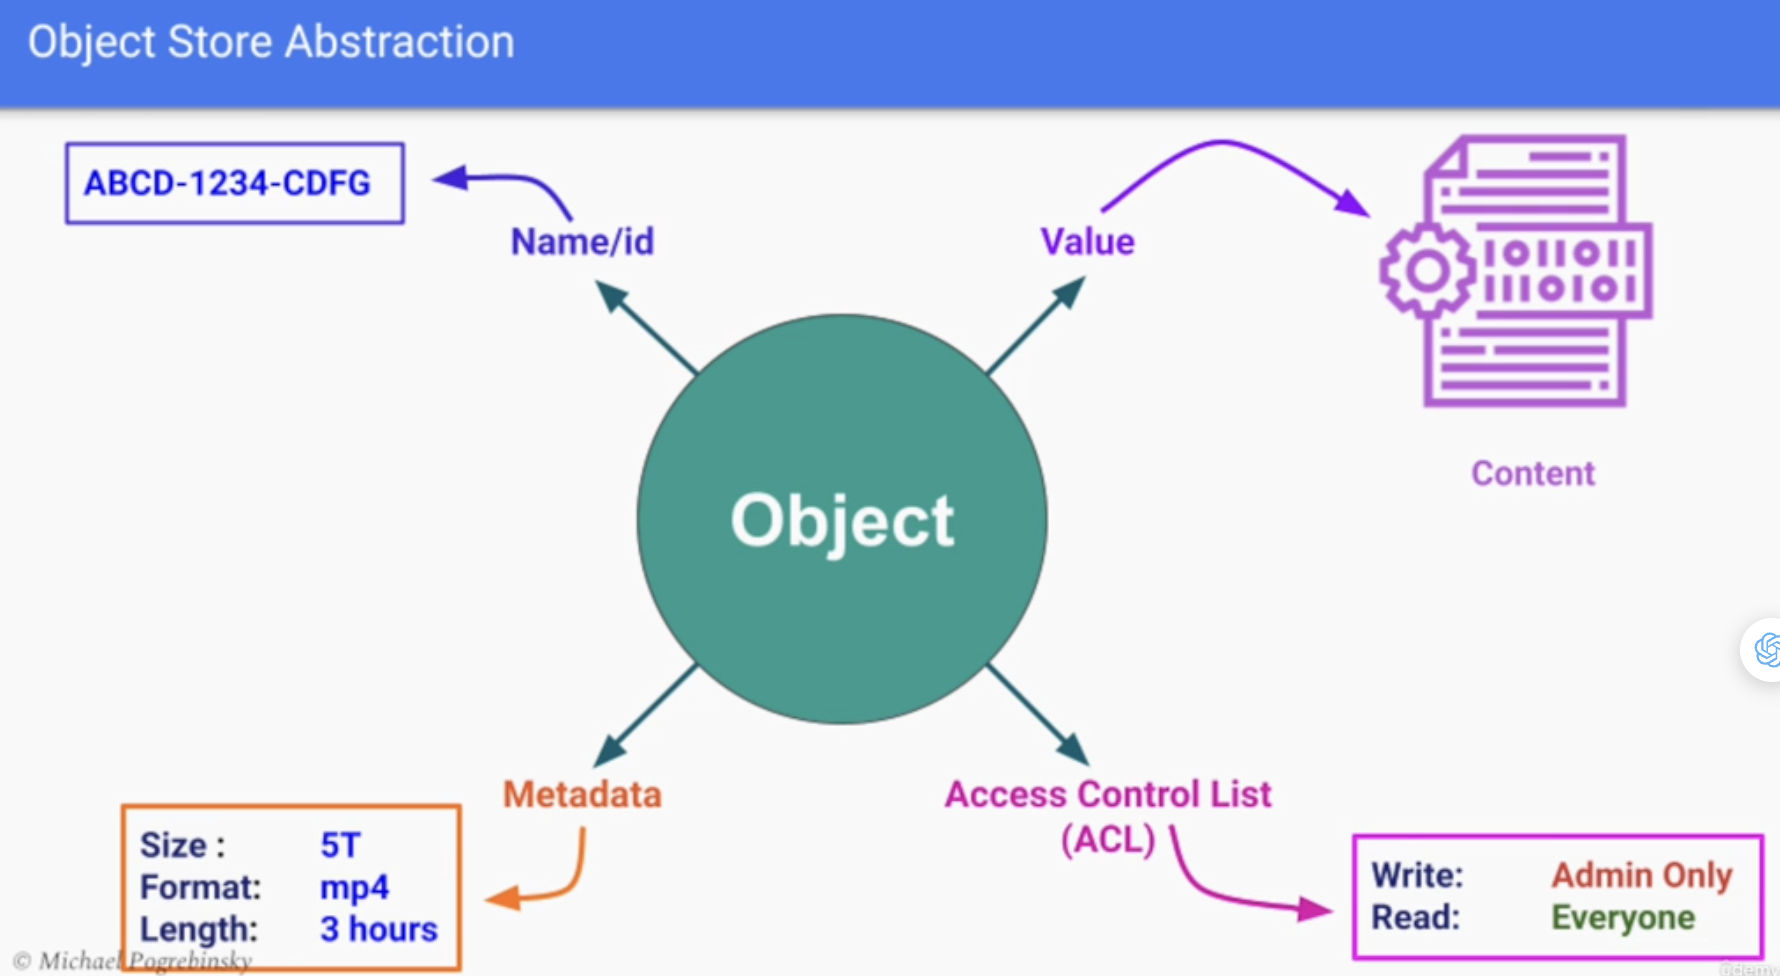 Object Store Abstraction
ABCD-1234-CDFG
Name/id
Value
Content
Object
Metadata
Size : 5T
Format: mp4
Length: 3 hours
Access Control List
(ACL)
Write: Admin Only
Read: Everyone
© Michael Pogrebinsky